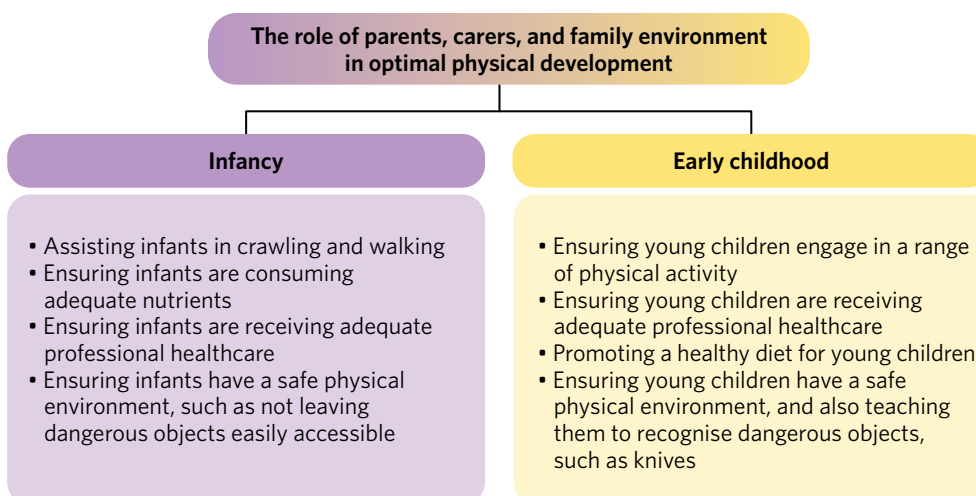 The role of parents, carers, and family environment
in optimal physical development
Infancy
• Assisting infants in crawling and walking
• Ensuring infants are consuming
adequate nutrients
• Ensuring infants are receiving adequate
professional healthcare
• Ensuring infants have a safe physical
environment, such as not leaving
dangerous objects easily accessible
Early childhood
• Ensuring young children engage in a range
of physical activity
• Ensuring young children are receiving
adequate professional healthcare
• Promoting a healthy diet for young children
• Ensuring young children have a safe
physical environment, and also teaching
them to recognise dangerous objects,
such as knives